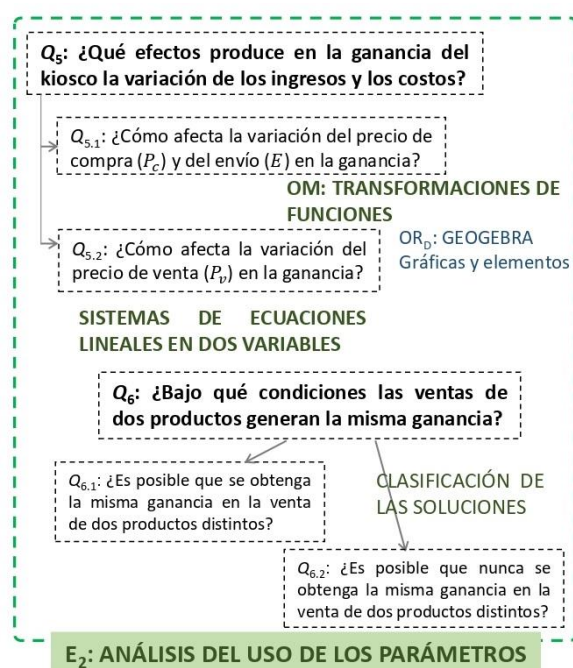 Q₅: ¿Qué efectos produce en la ganancia del
kiosco la variación de los ingresos y los costos?
Q₅.₁: ¿Cómo afecta la variación del precio de
compra (P_c) y del envío (E) en la ganancia?
OM: TRANSFORMACIONES DE
FUNCIONES
Q₅.₂: ¿Cómo afecta la variación del
precio de venta (P_v) en la ganancia?
OR_D: GEOGEBRA
Gráficas y elementos
SISTEMAS DE ECUACIONES
LINEALES EN DOS VARIABLES
Q₆: ¿Bajo qué condiciones las ventas de
dos productos generan la misma ganancia?
Q₆.₁: ¿Es posible que se obtenga
la misma ganancia en la venta
de dos productos distintos?
CLASIFICACIÓN DE
LAS SOLUCIONES
Q₆.₂: ¿Es posible que nunca se
obtenga la misma ganancia en la
venta de dos productos distintos?
E₂: ANÁLISIS DEL USO DE LOS PARÁMETROS